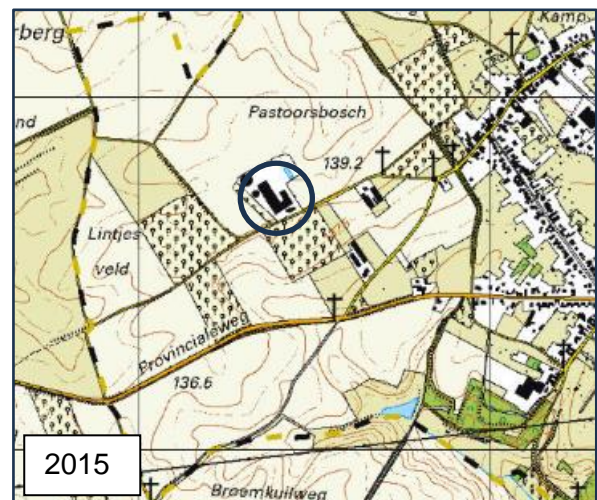 Kamp
rberg
Pastoorsbosch
nd
139.2
Lintjes
veld
Provincialeweg
136.6
2015
Broemkuilweg